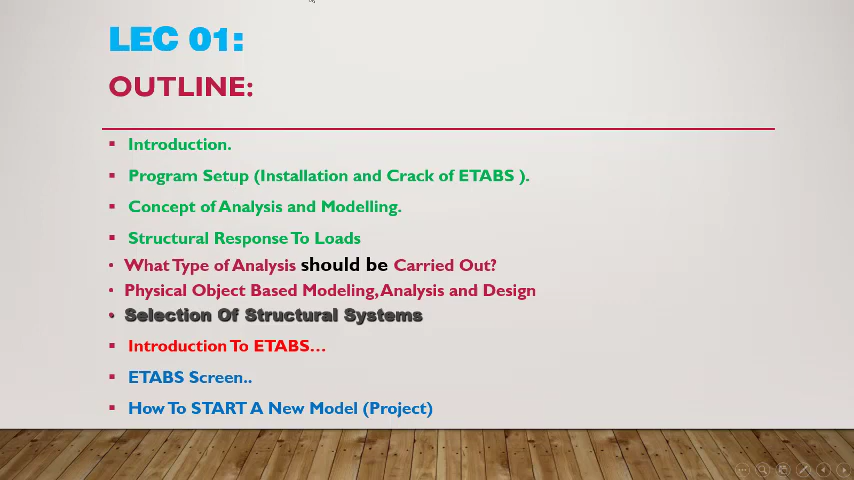 LEC 01:
OUTLINE:
Introduction.
Program Setup (Installation and Crack of ETABS ).
Concept of Analysis and Modelling.
Structural Response To Loads
What Type of Analysis should be Carried Out?
Physical Object Based Modeling, Analysis and Design
Selection Of Structural Systems
Introduction To ETABS...
ETABS Screen..
How To START A New Model (Project)